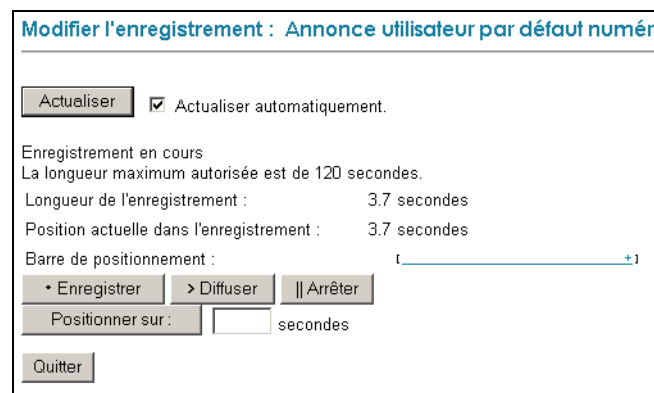 Modifier l'enregistrement : Annonce utilisateur par défaut numér
Actualiser Actualiser automatiquement.
Enregistrement en cours
La longueur maximum autorisée est de 120 secondes.
Longueur de l'enregistrement : 3.7 secondes
Position actuelle dans l'enregistrement : 3.7 secondes
Barre de positionnement : [ + ]
• Enregistrer > Diffuser || Arrêter
Positionner sur : secondes
Quitter